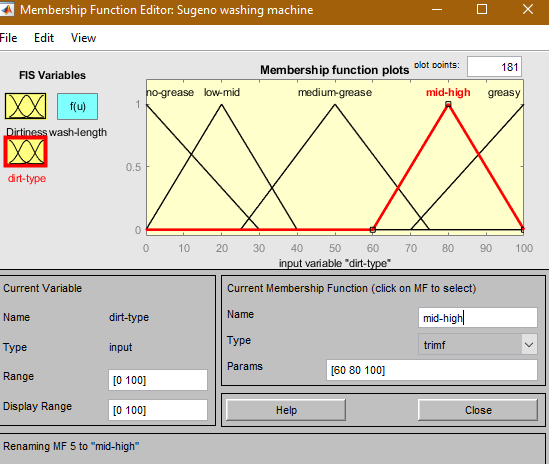 Membership Function Editor: Sugeno washing machine
File Edit View
FIS Variables
f(u)
Dirtiness wash-length
dirt-type
Membership function plots plot points: 181
no-grease low-mid medium-grease mid-high greasy
1
0.5
0
0 10 20 30 40 50 60 70 80 90 100
input variable "dirt-type"
Current Variable
Name dirt-type
Type input
Range [0 100]
Display Range [0 100]
Current Membership Function (click on MF to select)
Name mid-high
Type trimf
Params [60 80 100]
Help Close
Renaming MF 5 to "mid-high"